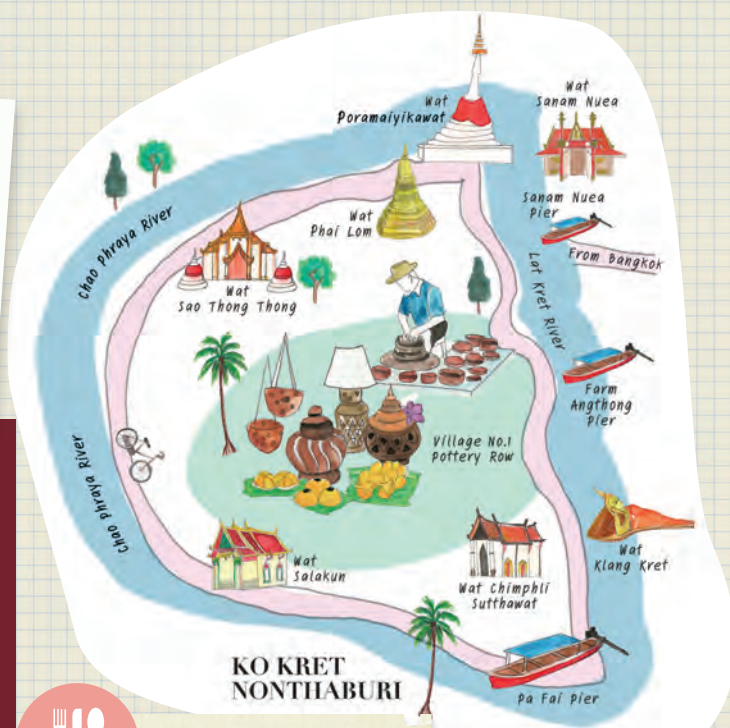 Wat
Sanam Nuea
Wat
Poramaiyikawat
Sanam Nuea
Pier
From Bangkok
Wat
Phai Lom
Chao Phraya River
Lat Kret River
Wat
Sao Thong Thong
Farm
Angthong
Pier
Village No.1
Pottery Row
Chao Phraya River
Wat
Klang Kret
Wat
Salakun
Wat Chimphli
Sutthawat
KO KRET
NONTHABURI
Pa Fai Pier